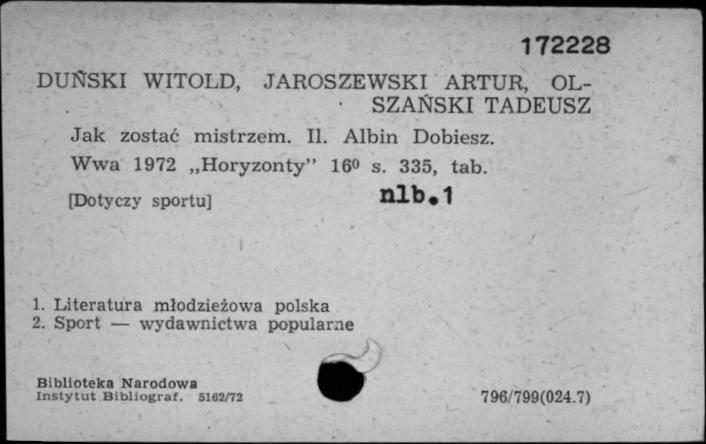 172228
DUŃSKI WITOLD, JAROSZEWSKI ARTUR, OL-
SZAŃSKI TADEUSZ
Jak zostać mistrzem. Il. Albin Dobiesz.
Wwa 1972 „Horyzonty” 16⁰ s. 335, tab.
nlb.1
[Dotyczy sportu]
1. Literatura młodzieżowa polska
2. Sport — wydawnictwa popularne
Biblioteka Narodowa
Instytut Bibliograf. 5162/72
796/799(024.7)